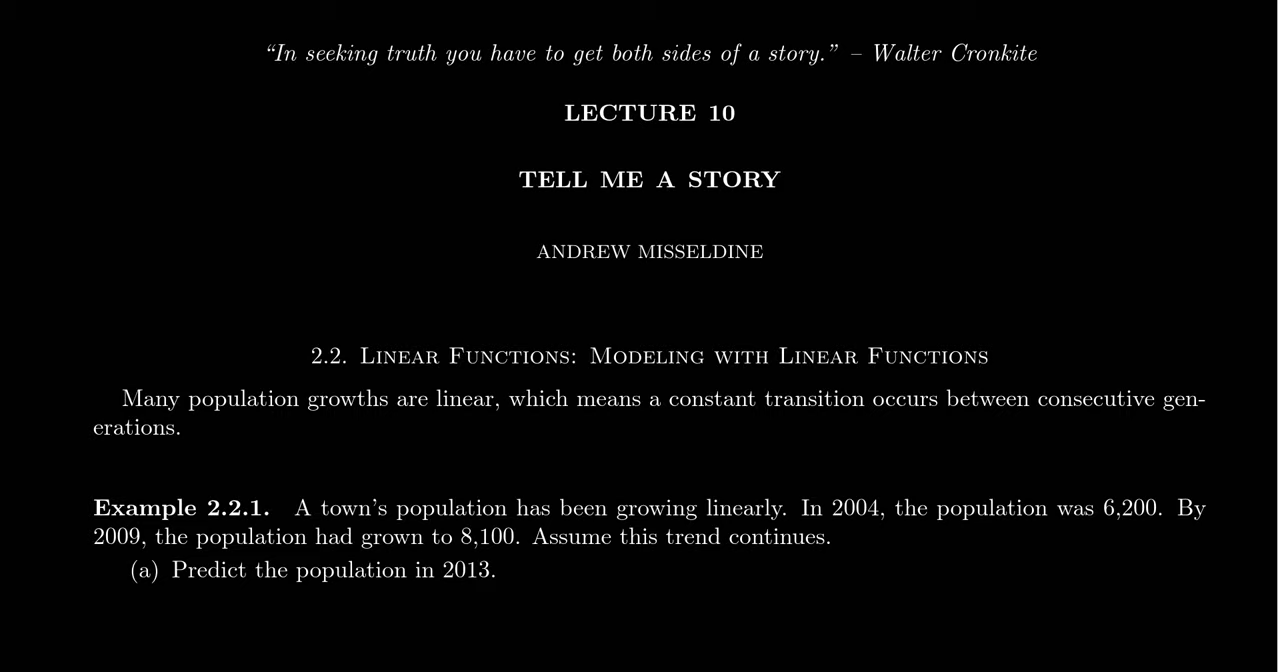 “In seeking truth you have to get both sides of a story.” – Walter Cronkite
LECTURE 10
TELL ME A STORY
ANDREW MISSELDINE
2.2. Linear Functions: Modeling with Linear Functions
Many population growths are linear, which means a constant transition occurs between consecutive gen-
erations.
Example 2.2.1. A town’s population has been growing linearly. In 2004, the population was 6,200. By
2009, the population had grown to 8,100. Assume this trend continues.
(a) Predict the population in 2013.